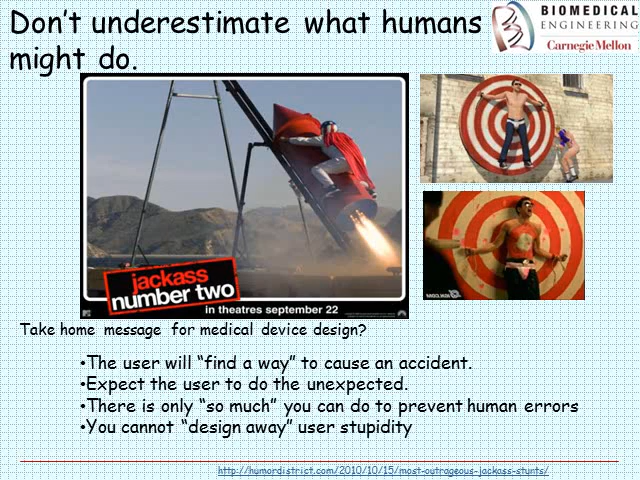 Don’t underestimate what humans
might do.
BIOMEDICAL
ENGINEERING
Carnegie Mellon
jackass
number two
in theatres september 22
Take home message for medical device design?
•The user will “find a way” to cause an accident.
•Expect the user to do the unexpected.
•There is only “so much” you can do to prevent human errors
•You cannot “design away” user stupidity
http://humordistrict.com/2010/10/15/most-outrageous-jackass-stunts/